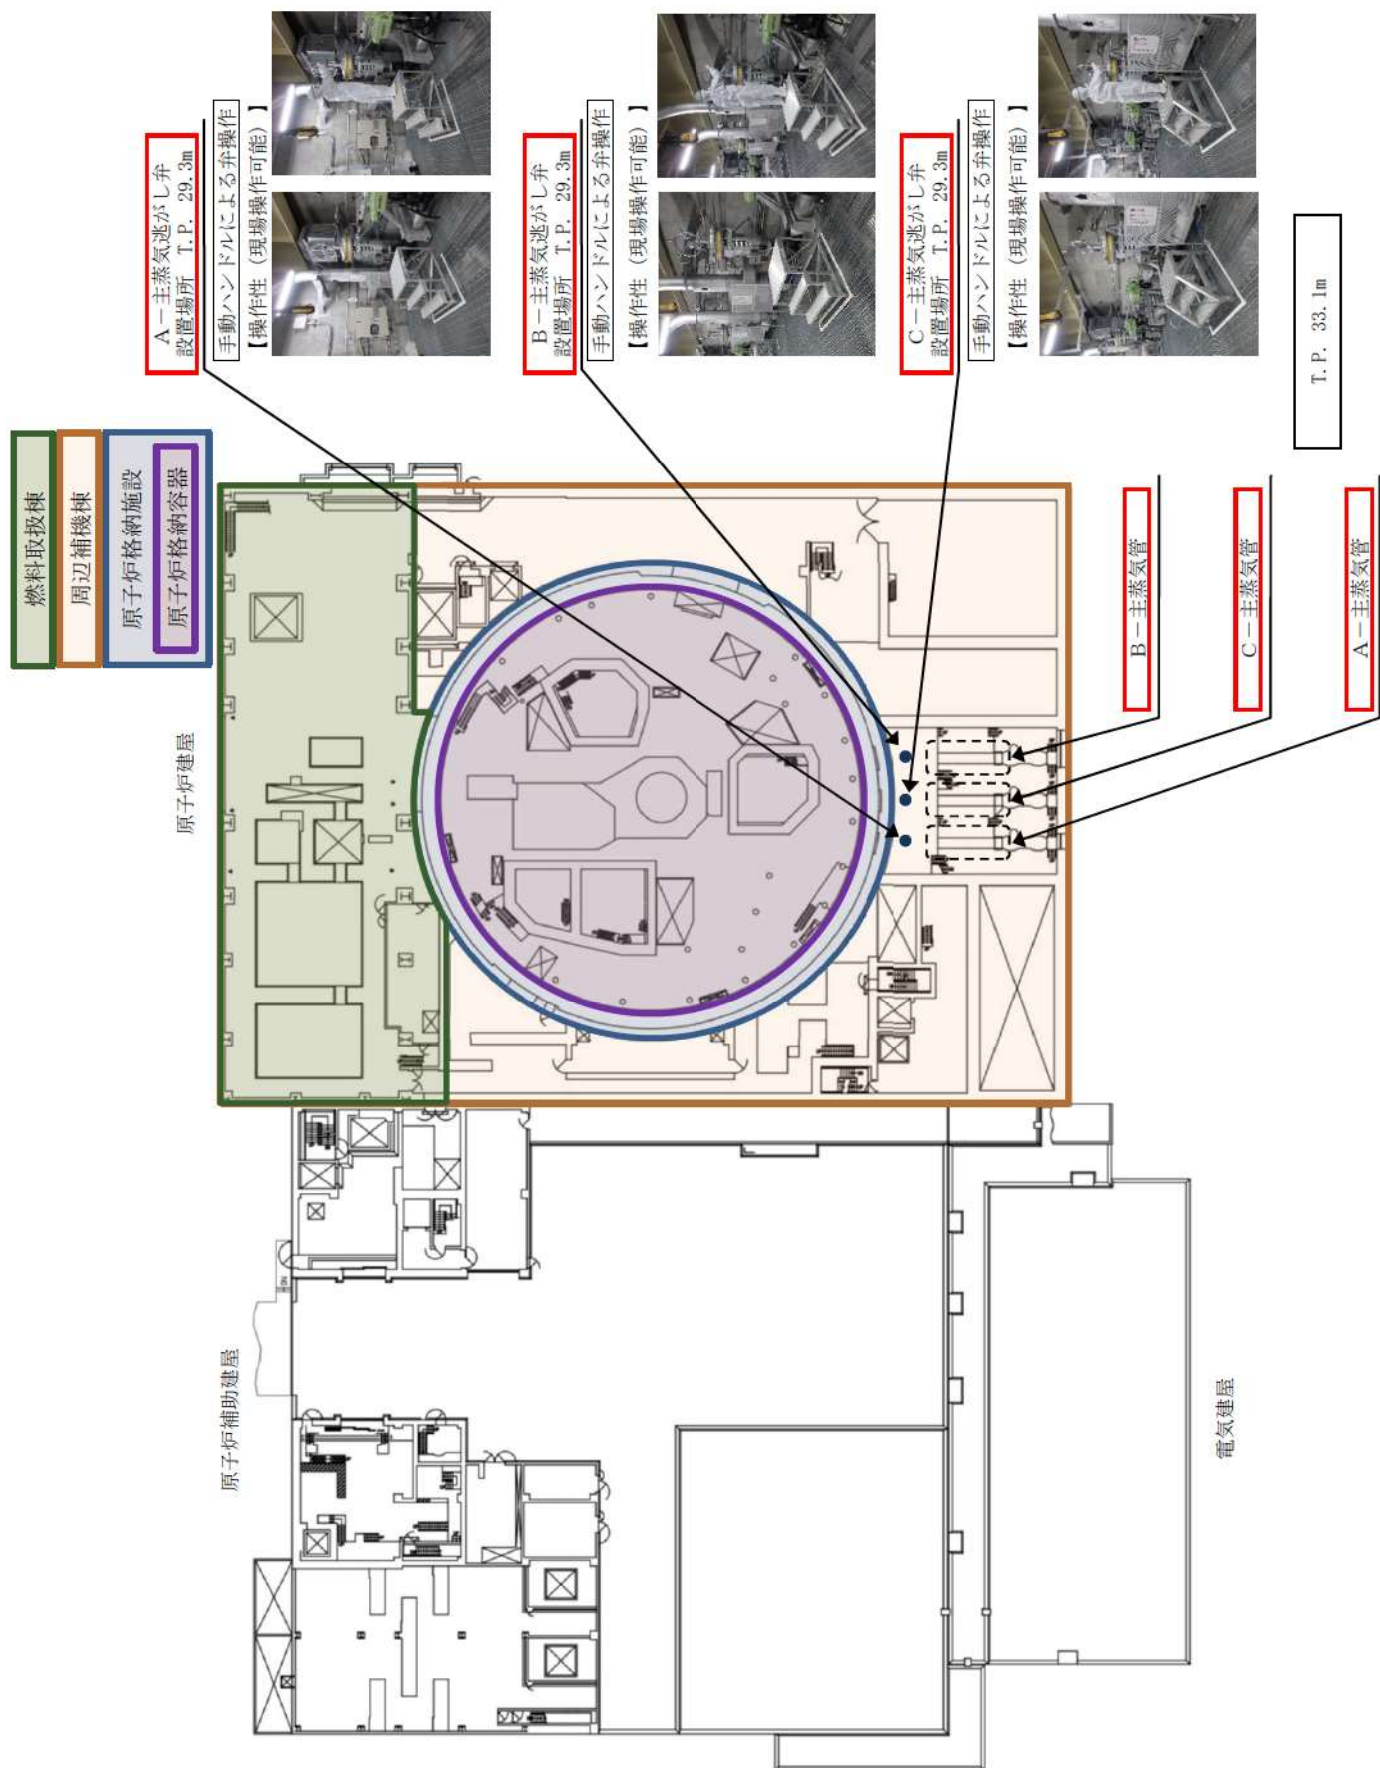 燃料取扱棟
周辺補機棟
原子炉格納施設
原子炉格納容器
原子炉建屋
原子炉補助建屋
電気建屋
A－主蒸気逃がし弁
設置場所 T.P. 29.3m
手動ハンドルによる弁操作
【操作性（現場操作可能）】
B－主蒸気逃がし弁
設置場所 T.P. 29.3m
手動ハンドルによる弁操作
【操作性（現場操作可能）】
C－主蒸気逃がし弁
設置場所 T.P. 29.3m
手動ハンドルによる弁操作
【操作性（現場操作可能）】
B－主蒸気管
C－主蒸気管
A－主蒸気管
T.P. 33.1m